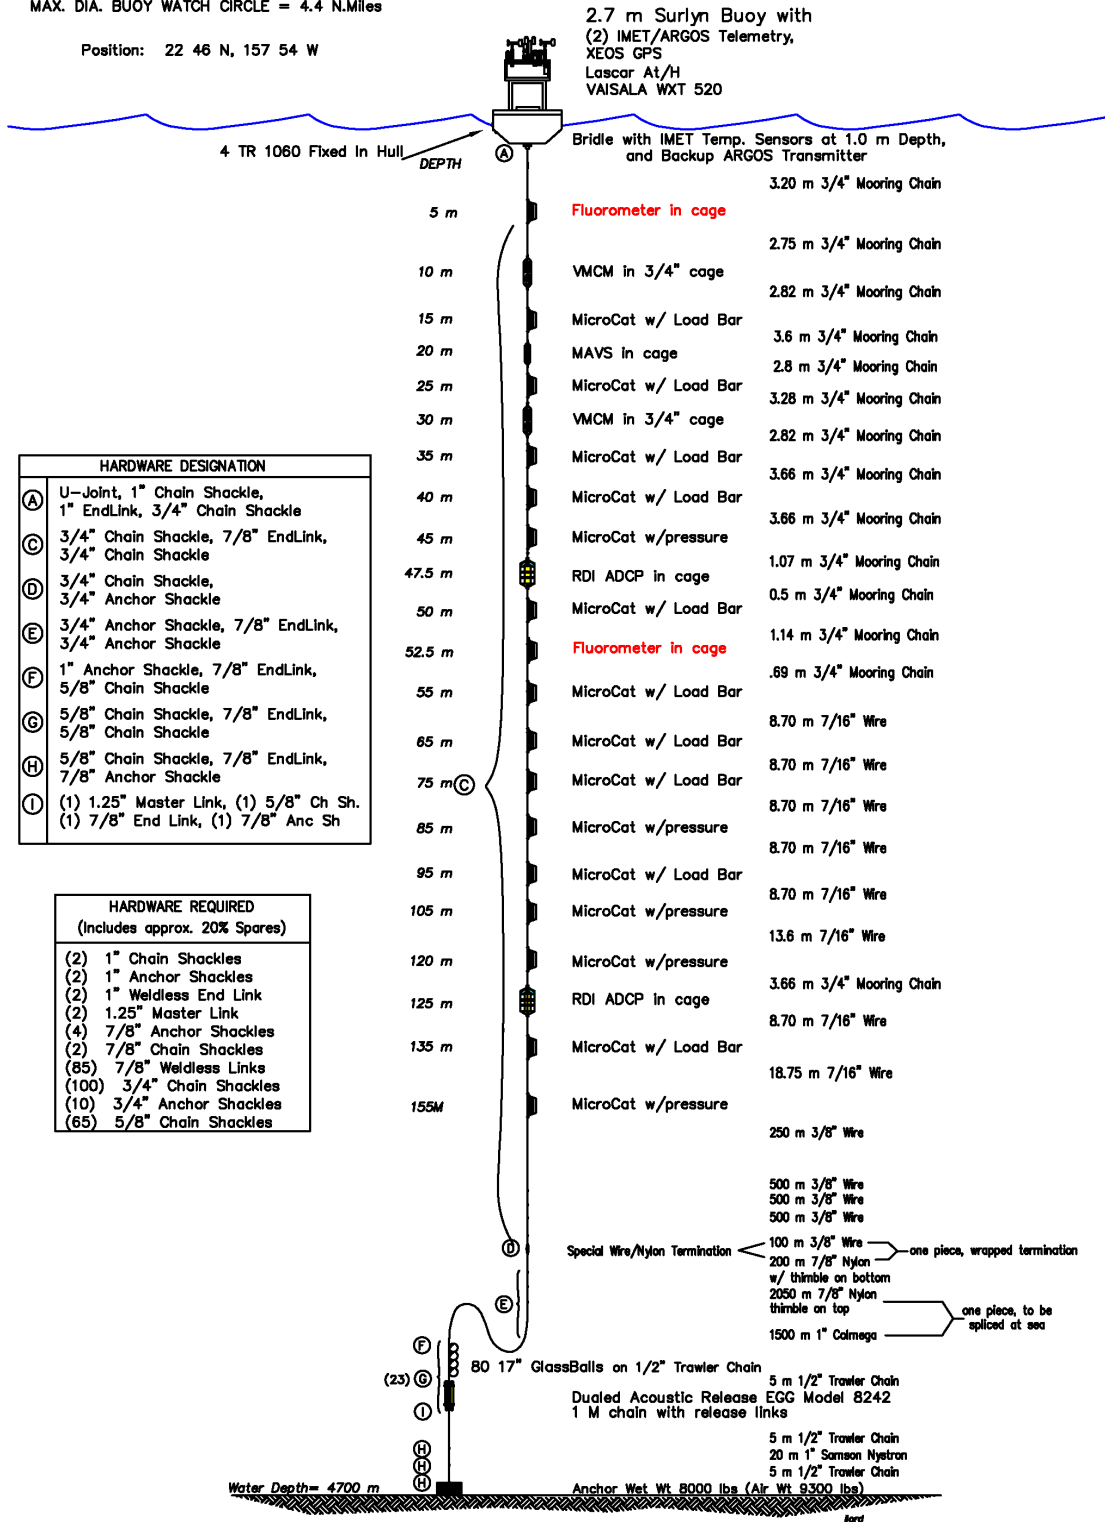 MAX. DIA. BUOY WATCH CIRCLE = 4.4 N.Miles
Position: 22 46 N, 157 54 W
2.7 m Surlyn Buoy with
(2) IMET/ARGOS Telemetry,
XEOS GPS
Lascar At/H
VAISALA WXT 520
4 TR 1060 Fixed In Hull
A
Bridle with IMET Temp. Sensors at 1.0 m Depth,
and Backup ARGOS Transmitter
DEPTH
3.20 m 3/4" Mooring Chain
5 m
Fluorometer in cage
2.75 m 3/4" Mooring Chain
10 m
VMCM in 3/4" cage
2.82 m 3/4" Mooring Chain
15 m
MicroCat w/ Load Bar
3.6 m 3/4" Mooring Chain
20 m
MAVS in cage
2.8 m 3/4" Mooring Chain
25 m
MicroCat w/ Load Bar
3.28 m 3/4" Mooring Chain
30 m
VMCM in 3/4" cage
2.82 m 3/4" Mooring Chain
35 m
MicroCat w/ Load Bar
3.66 m 3/4" Mooring Chain
40 m
MicroCat w/ Load Bar
3.66 m 3/4" Mooring Chain
45 m
MicroCat w/pressure
1.07 m 3/4" Mooring Chain
47.5 m
RDI ADCP in cage
0.5 m 3/4" Mooring Chain
50 m
MicroCat w/ Load Bar
1.14 m 3/4" Mooring Chain
52.5 m
Fluorometer in cage
.69 m 3/4" Mooring Chain
55 m
MicroCat w/ Load Bar
8.70 m 7/16" Wire
65 m
MicroCat w/ Load Bar
8.70 m 7/16" Wire
75 m C
MicroCat w/ Load Bar
8.70 m 7/16" Wire
85 m
MicroCat w/pressure
8.70 m 7/16" Wire
95 m
MicroCat w/ Load Bar
8.70 m 7/16" Wire
105 m
MicroCat w/pressure
13.6 m 7/16" Wire
120 m
MicroCat w/pressure
3.66 m 3/4" Mooring Chain
125 m
RDI ADCP in cage
8.70 m 7/16" Wire
135 m
MicroCat w/ Load Bar
18.75 m 7/16" Wire
155M
MicroCat w/pressure
250 m 3/8" Wire
500 m 3/8" Wire
500 m 3/8" Wire
500 m 3/8" Wire
D
Special Wire/Nylon Termination
100 m 3/8" Wire
200 m 7/8" Nylon
w/ thimble on bottom
one piece, wrapped termination
E
2050 m 7/8" Nylon
thimble on top
1500 m 1" Colmega
one piece, to be
spliced at sea
F
80 17" GlassBalls on 1/2" Trawler Chain
5 m 1/2" Trawler Chain
(23) G
Dualed Acoustic Release EGG Model 8242
1 M chain with release links
I
5 m 1/2" Trawler Chain
20 m 1" Samson Nystron
5 m 1/2" Trawler Chain
H
H
H
Water Depth= 4700 m
Anchor Wet Wt 8000 lbs (Air Wt 9300 lbs)
lord
HARDWARE DESIGNATION
A U-Joint, 1" Chain Shackle,
1" EndLink, 3/4" Chain Shackle
C 3/4" Chain Shackle, 7/8" EndLink,
3/4" Chain Shackle
D 3/4" Chain Shackle,
3/4" Anchor Shackle
E 3/4" Anchor Shackle, 7/8" EndLink,
3/4" Anchor Shackle
F 1" Anchor Shackle, 7/8" EndLink,
5/8" Chain Shackle
G 5/8" Chain Shackle, 7/8" EndLink,
5/8" Chain Shackle
H 5/8" Chain Shackle, 7/8" EndLink,
7/8" Anchor Shackle
I (1) 1.25" Master Link, (1) 5/8" Ch Sh.
(1) 7/8" End Link, (1) 7/8" Anc Sh
HARDWARE REQUIRED
(Includes approx. 20% Spares)
(2) 1" Chain Shackles
(2) 1" Anchor Shackles
(2) 1" Weldless End Link
(2) 1.25" Master Link
(4) 7/8" Anchor Shackles
(2) 7/8" Chain Shackles
(85) 7/8" Weldless Links
(100) 3/4" Chain Shackles
(10) 3/4" Anchor Shackles
(65) 5/8" Chain Shackles